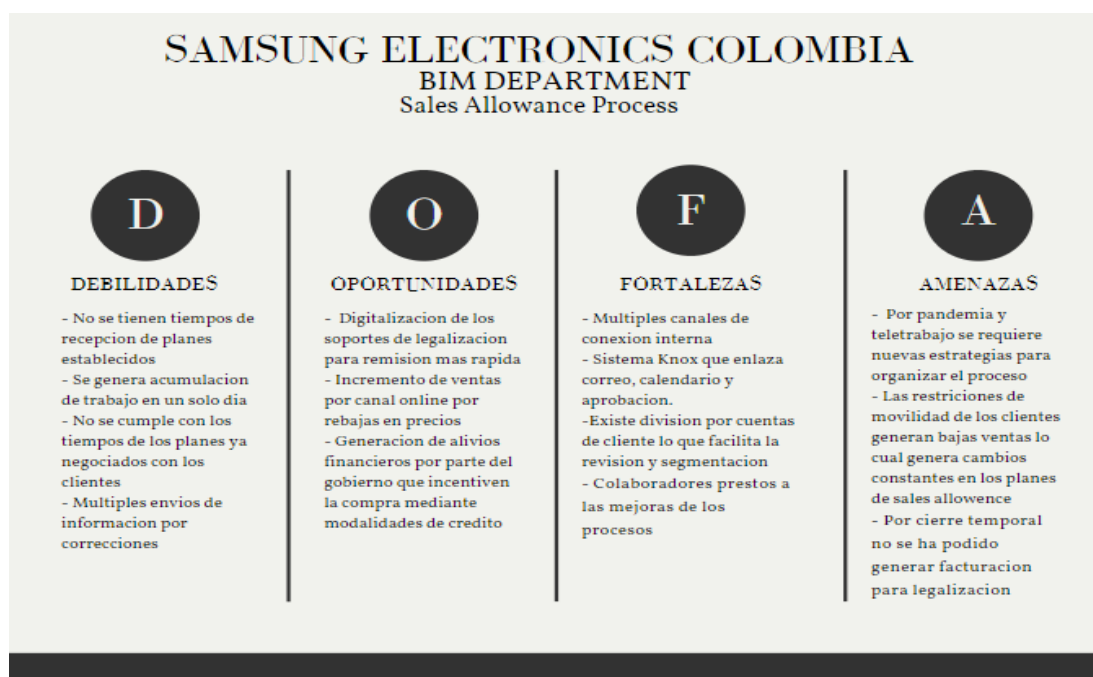 SAMSUNG ELECTRONICS COLOMBIA
BIM DEPARTMENT
Sales Allowance Process
D
DEBILIDADES
- No se tienen tiempos de
recepcion de planes
establecidos
- Se genera acumulacion
de trabajo en un solo dia
- No se cumple con los
tiempos de los planes ya
negociados con los
clientes
- Multiples envios de
informacion por
correcciones
O
OPORTUNIDADES
- Digitalizacion de los
soportes de legalizacion
para remision mas rapida
- Incremento de ventas
por canal online por
rebajas en precios
- Generacion de alivios
financieros por parte del
gobierno que incentiven
la compra mediante
modalidades de credito
F
FORTALEZAS
- Multiples canales de
conexion interna
- Sistema Knox que enlaza
correo, calendario y
aprobacion.
-Existe division por cuentas
de cliente lo que facilita la
revision y segmentacion
- Colaboradores prestos a
las mejoras de los
procesos
A
AMENAZAS
- Por pandemia y
teletrabajo se requiere
nuevas estrategias para
organizar el proceso
- Las restriciones de
movilidad de los clientes
generan bajas ventas lo
cual genera cambios
constantes en los planes
de sales allowence
- Por cierre temporal
no se ha podido
generar facturacion
para legalizacion